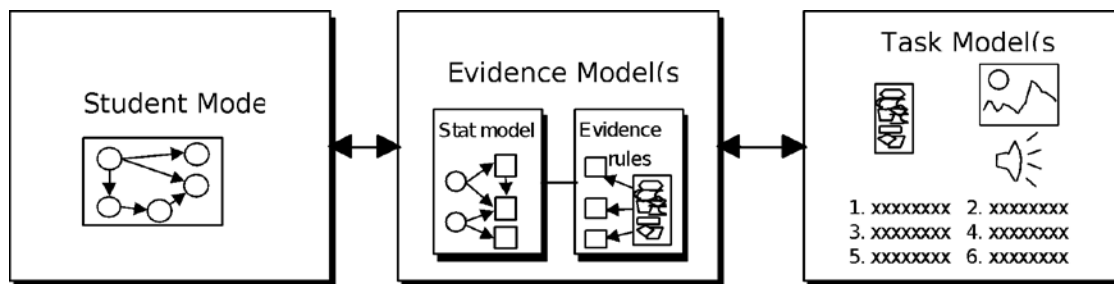 Student Mode
Evidence Model(s
Stat model
Evidence
rules
Task Model(s
1. xxxxxxxx 2. xxxxxxxx
3. xxxxxxxx 4. xxxxxxxx
5. xxxxxxxx 6. xxxxxxxx